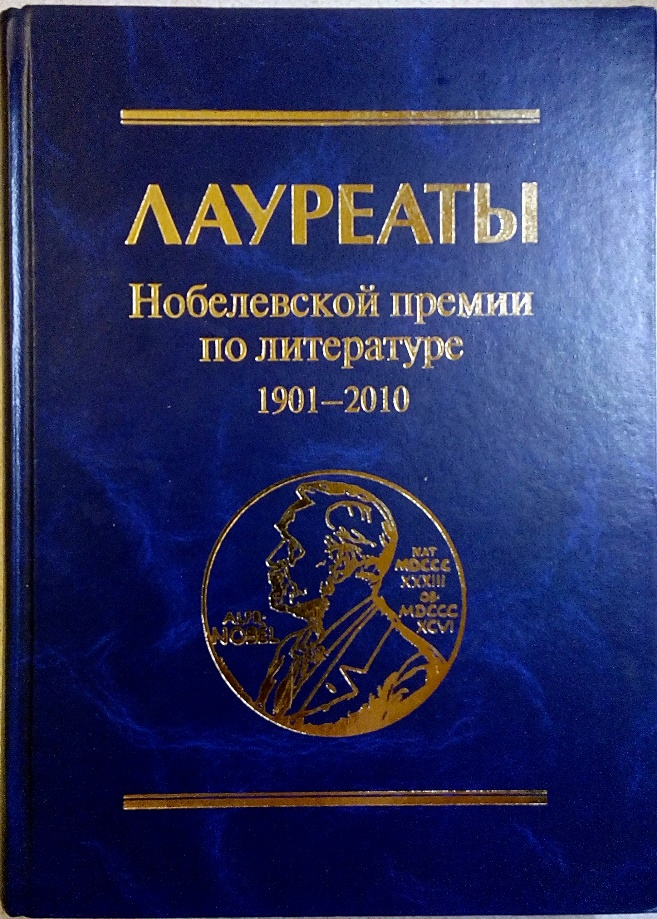 ЛАУРЕАТЫ
Нобелевской премии
по литературе
1901–2010
ALFR·
NOBEL
NAT
MDCCC
XXXIII
OB·
MDCCC
XCVI